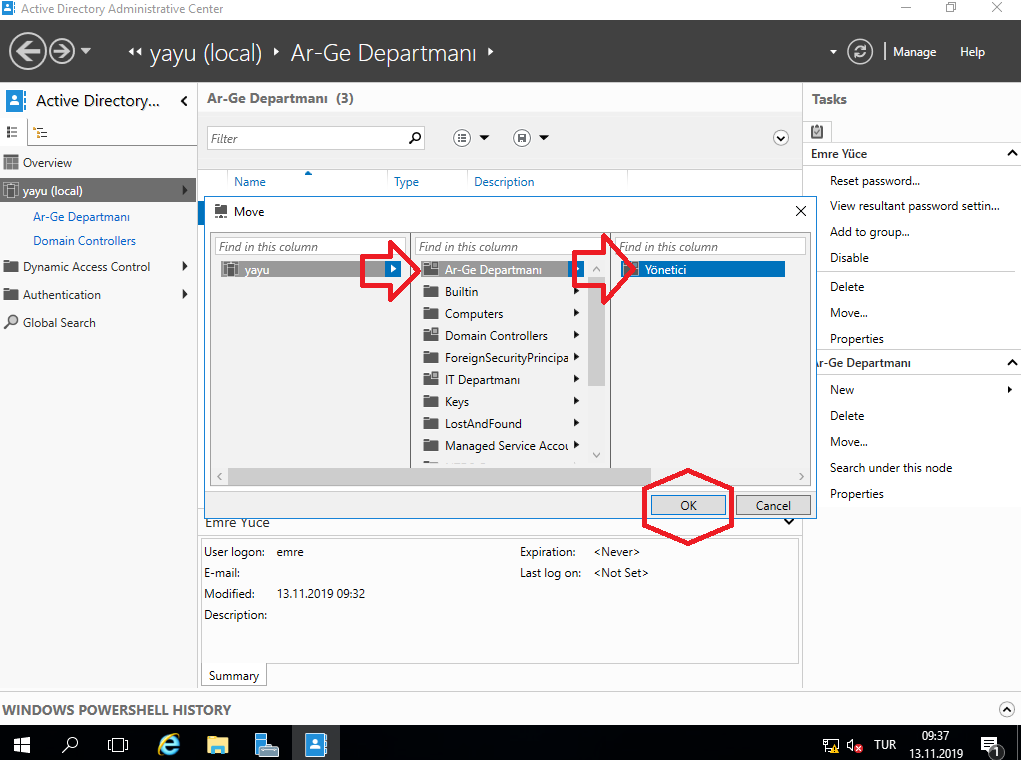 Active Directory Administrative Center
yayu (local) Ar-Ge Departmanı
Manage Help
Active Directory...
Overview
yayu (local)
Ar-Ge Departmanı
Domain Controllers
Dynamic Access Control
Authentication
Global Search
Ar-Ge Departmanı (3)
Filter
Name Type Description
Move
Find in this column
yayu
Find in this column
Ar-Ge Departmanı
Builtin
Computers
Domain Controllers
ForeignSecurityPrincipa
IT Departmanı
Keys
LostAndFound
Managed Service Accou
Find in this column
Yönetici
OK Cancel
Emre Yüce
User logon: emre
E-mail:
Modified: 13.11.2019 09:32
Description:
Expiration: <Never>
Last log on: <Not Set>
Summary
Tasks
Emre Yüce
Reset password...
View resultant password settin...
Add to group...
Disable
Delete
Move...
Properties
Ar-Ge Departmanı
New
Delete
Move...
Search under this node
Properties
WINDOWS POWERSHELL HISTORY
TUR
09:37
13.11.2019
1